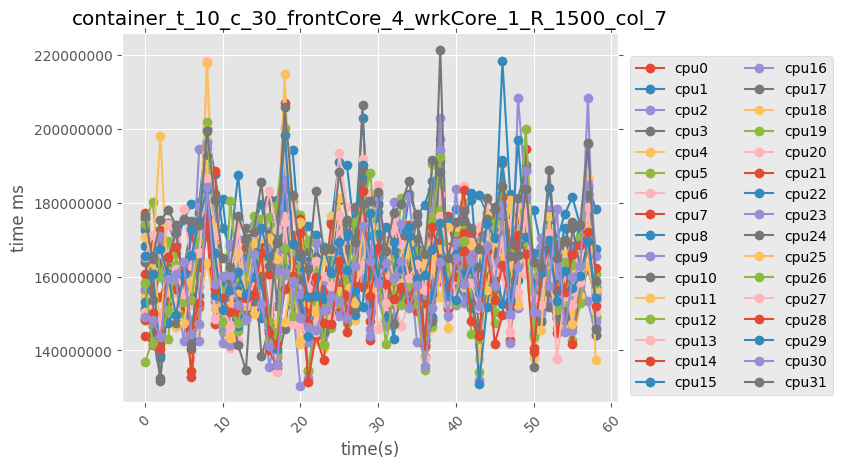 container_t_10_c_30_frontCore_4_wrkCore_1_R_1500_col_7
time ms
220000000
200000000
180000000
160000000
140000000
0 10 20 30 40 50 60
time(s)
cpu0 cpu16
cpu1 cpu17
cpu2 cpu18
cpu3 cpu19
cpu4 cpu20
cpu5 cpu21
cpu6 cpu22
cpu7 cpu23
cpu8 cpu24
cpu9 cpu25
cpu10 cpu26
cpu11 cpu27
cpu12 cpu28
cpu13 cpu29
cpu14 cpu30
cpu15 cpu31